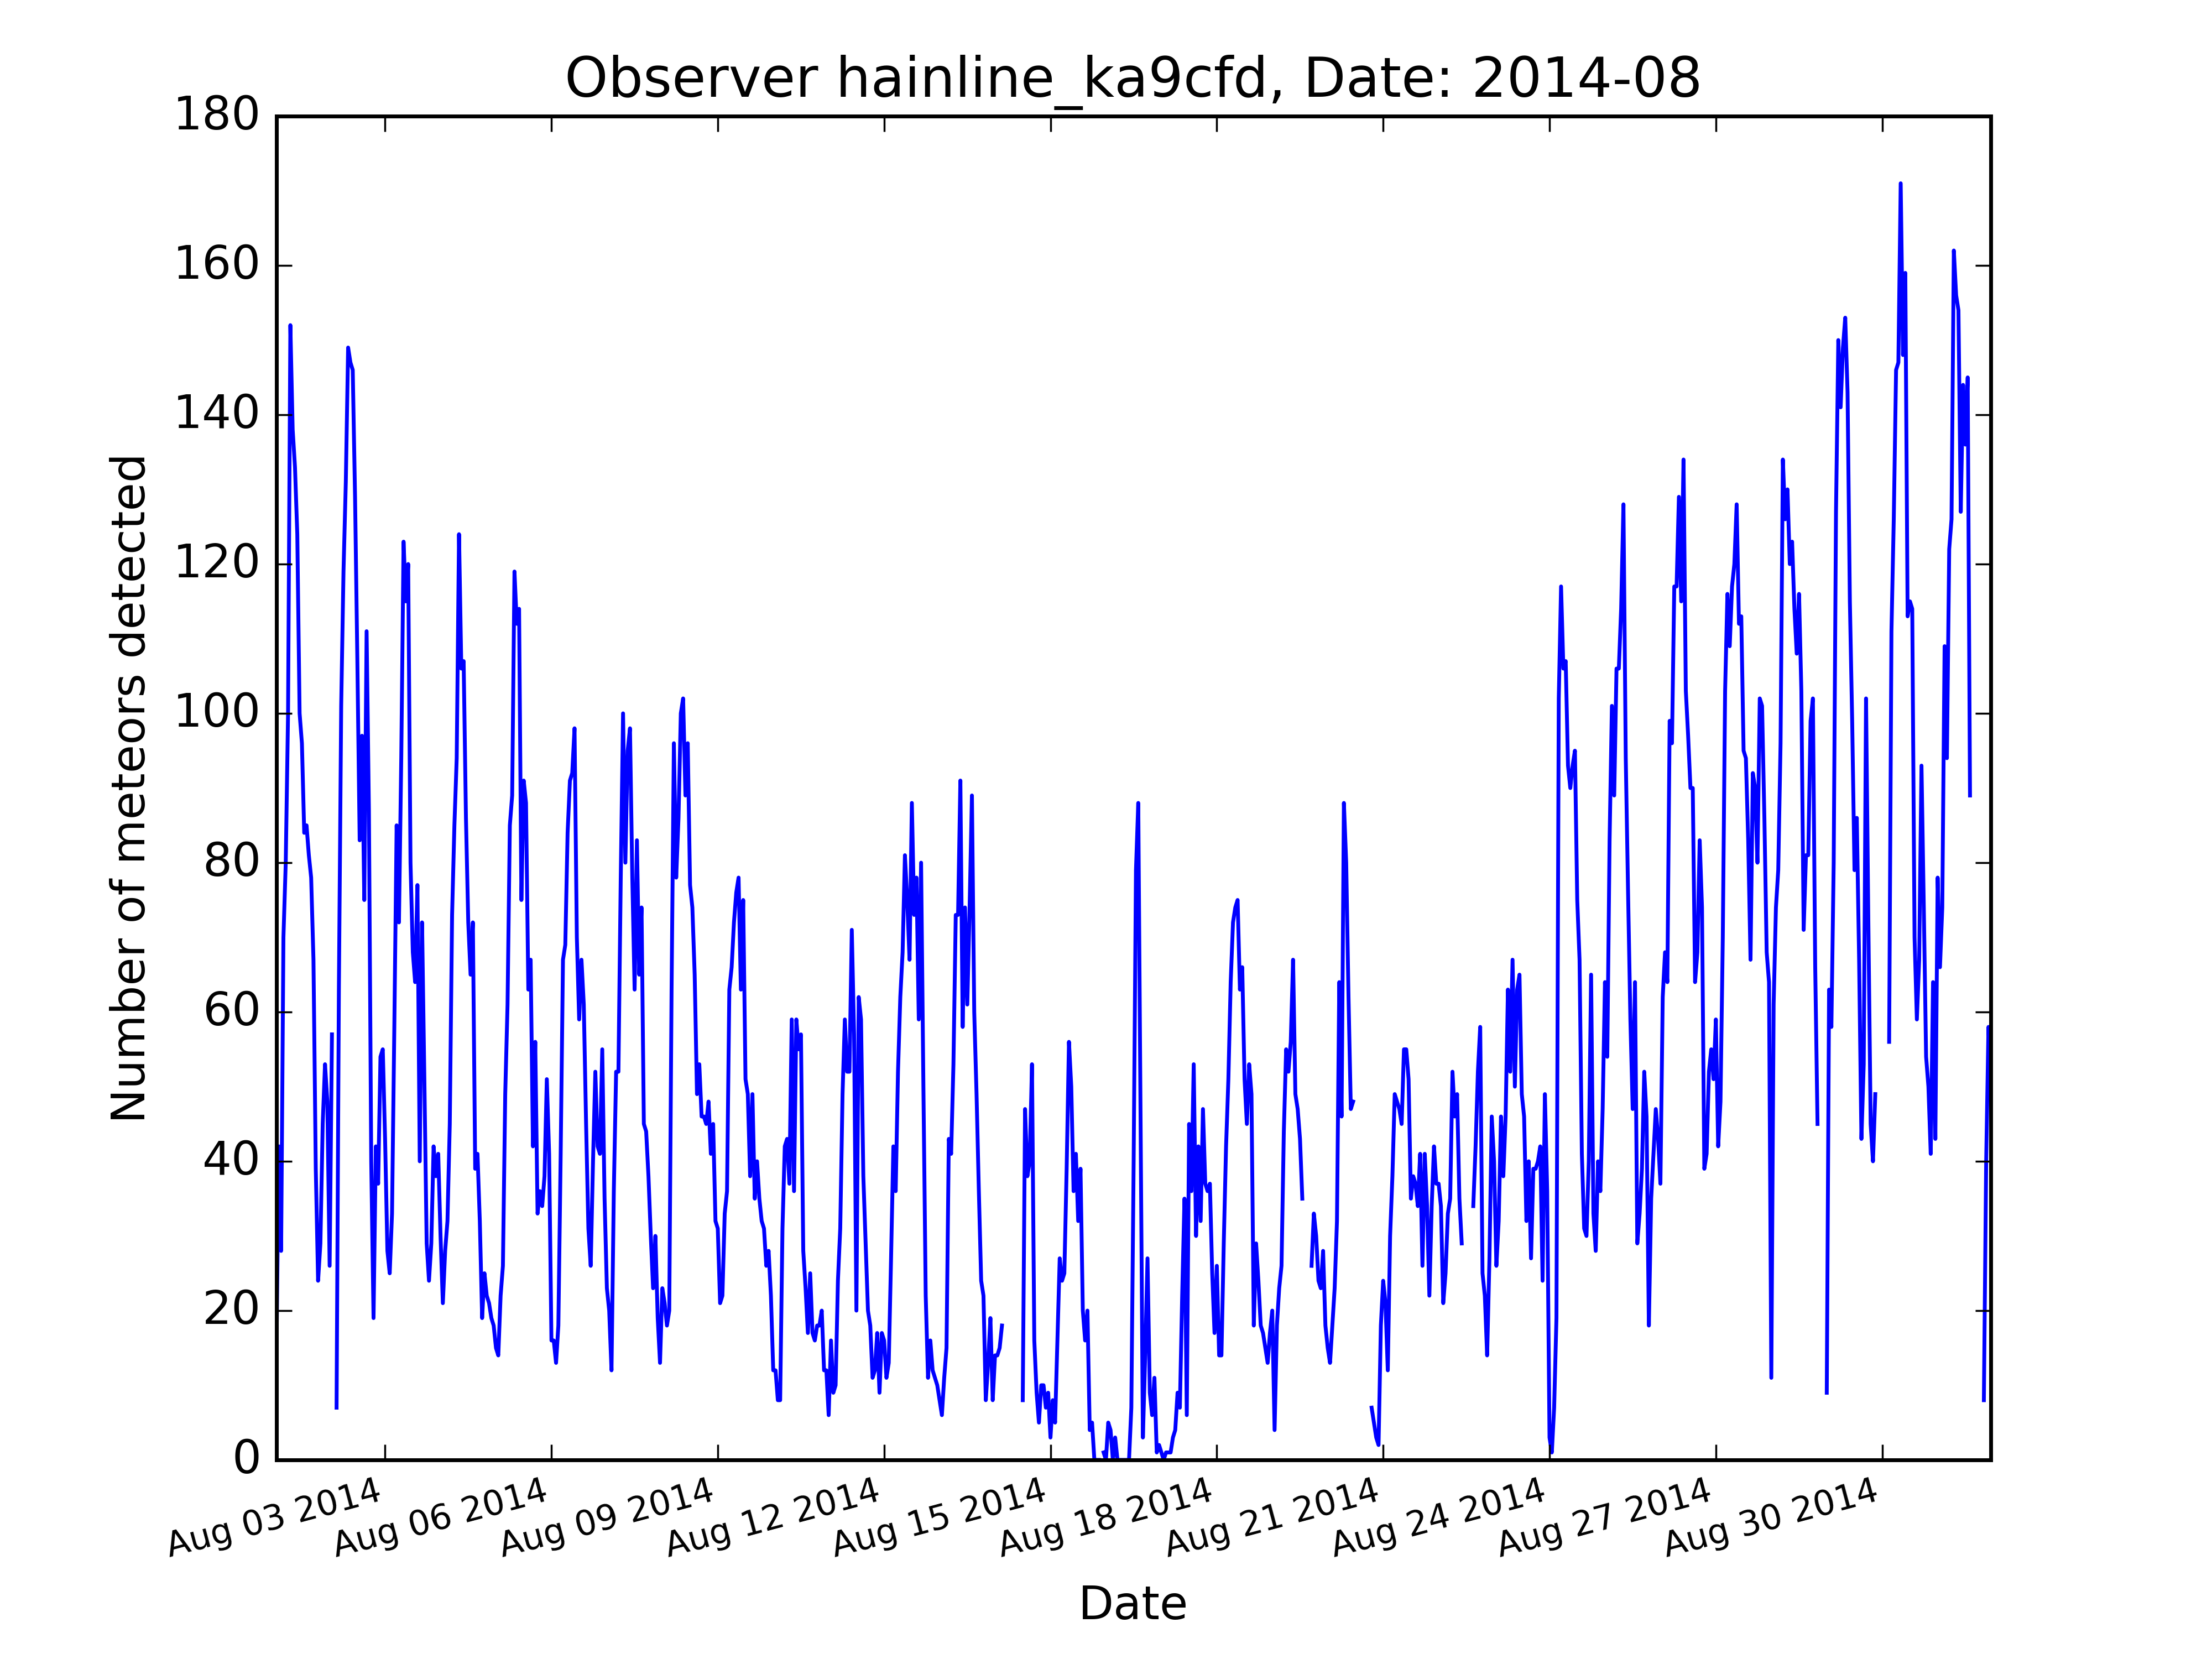 Observer hainline_ka9cfd, Date: 2014-08
180
160
140
120
100
80
60
40
20
0
Number of meteors detected
Aug 03 2014
Aug 06 2014
Aug 09 2014
Aug 12 2014
Aug 15 2014
Aug 18 2014
Aug 21 2014
Aug 24 2014
Aug 27 2014
Aug 30 2014
Date